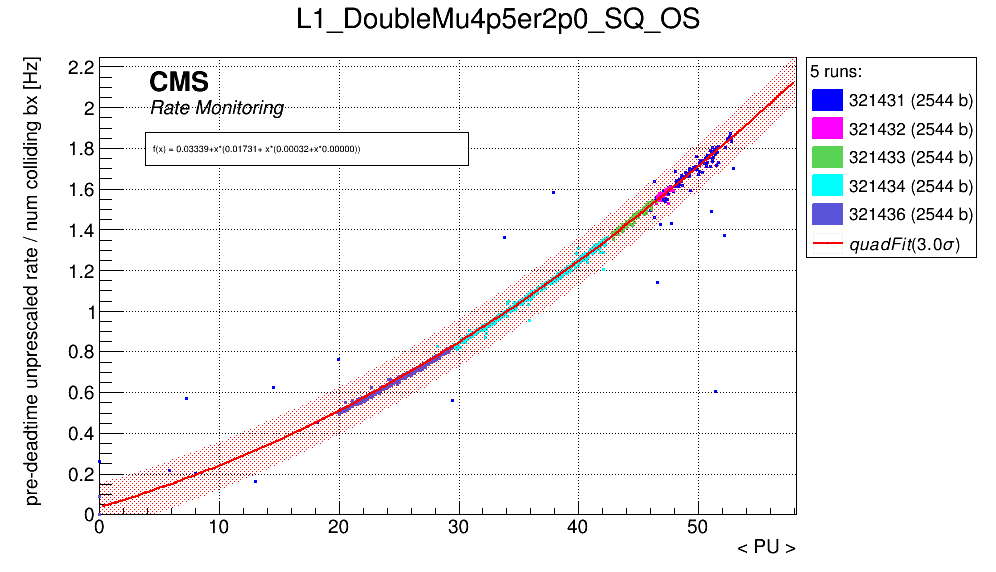 L1_DoubleMu4p5er2p0_SQ_OS
pre-deadtime unprescaled rate / num colliding bx [Hz]
CMS
Rate Monitoring
f(x) = 0.03339+x*(0.01731+ x*(0.00032+x*0.00000))
2.2
2
1.8
1.6
1.4
1.2
1
0.8
0.6
0.4
0.2
0
0 10 20 30 40 50
< PU >
5 runs:
321431 (2544 b)
321432 (2544 b)
321433 (2544 b)
321434 (2544 b)
321436 (2544 b)
quadFit(3.0σ)